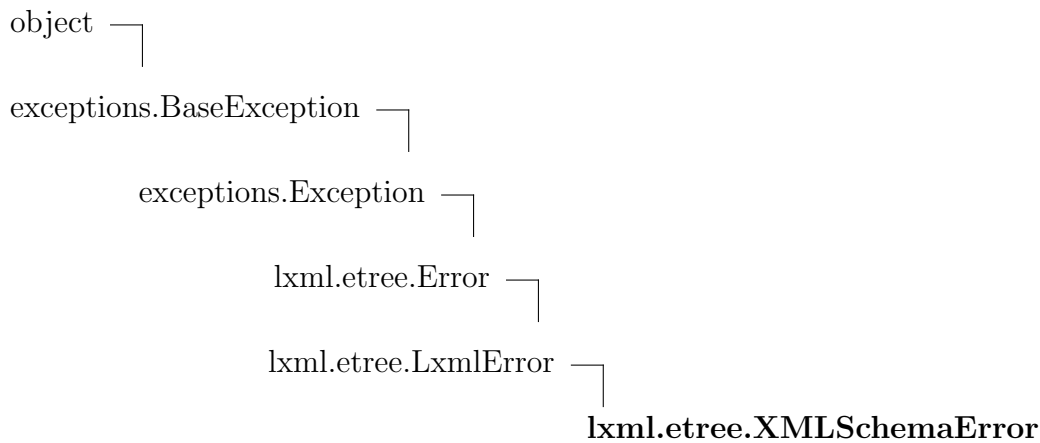 object
exceptions.BaseException
exceptions.Exception
lxml.etree.Error
lxml.etree.LxmlError
lxml.etree.XMLSchemaError